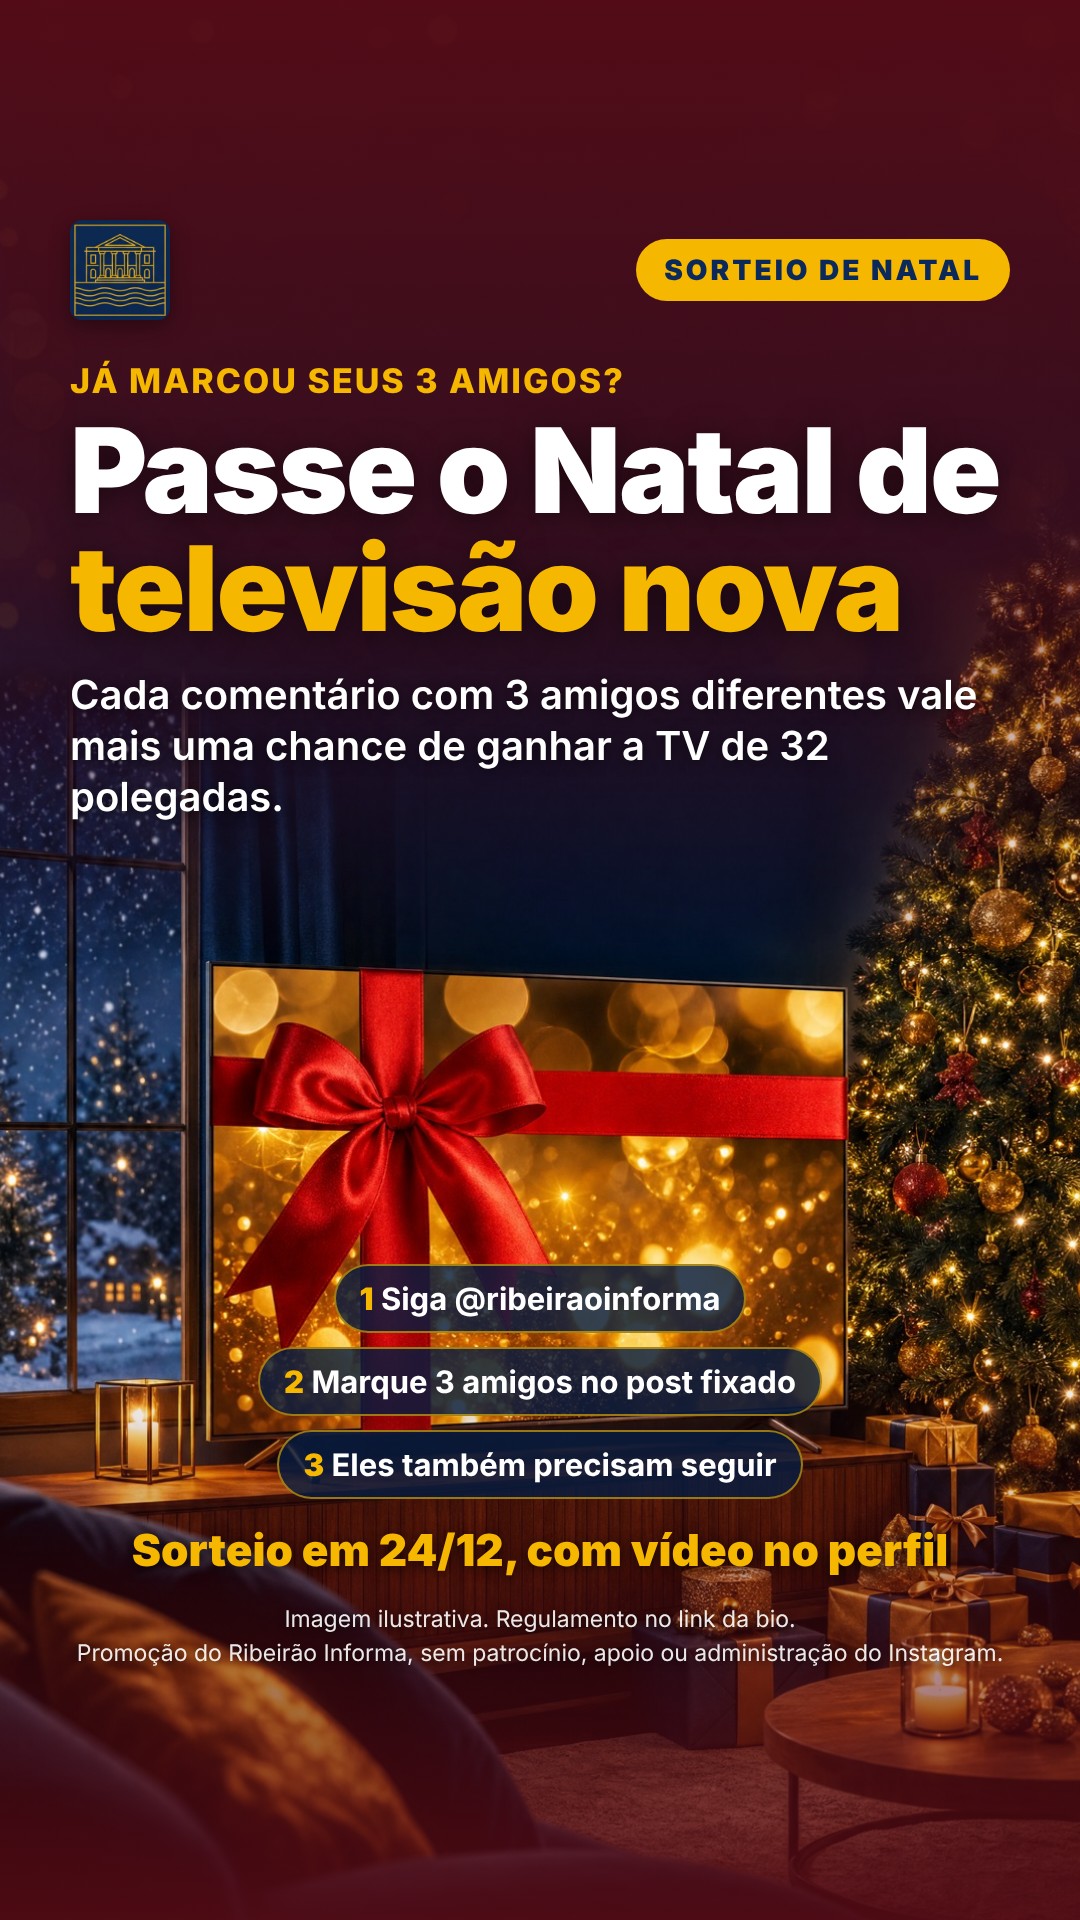 SORTEIO DE NATAL
JÁ MARCOU SEUS 3 AMIGOS?
Passe o Natal de
televisão nova
Cada comentário com 3 amigos diferentes vale
mais uma chance de ganhar a TV de 32
polegadas.
1 Siga @ribeiraoinforma
2 Marque 3 amigos no post fixado
3 Eles também precisam seguir
Sorteio em 24/12, com vídeo no perfil
Imagem ilustrativa. Regulamento no link da bio.
Promoção do Ribeirão Informa, sem patrocínio, apoio ou administração do Instagram.